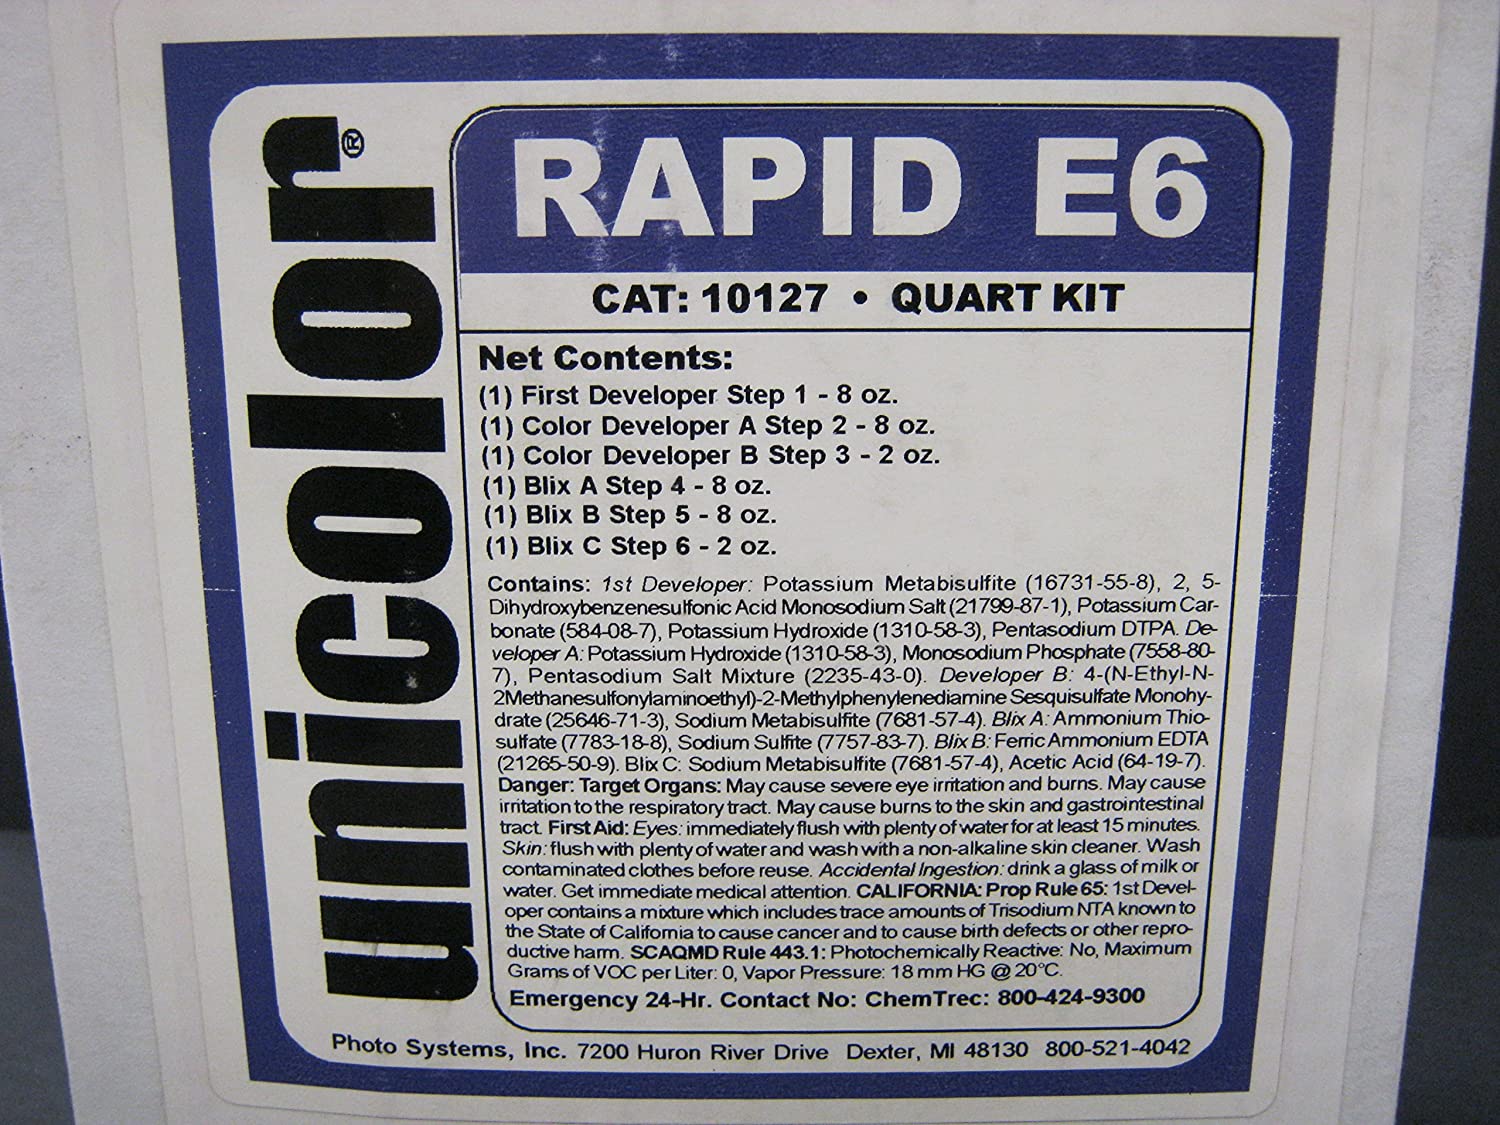 unicolor®
RAPID E6
CAT: 10127 • QUART KIT
Net Contents:
(1) First Developer Step 1 - 8 oz.
(1) Color Developer A Step 2 - 8 oz.
(1) Color Developer B Step 3 - 2 oz.
(1) Blix A Step 4 - 8 oz.
(1) Blix B Step 5 - 8 oz.
(1) Blix C Step 6 - 2 oz.
Contains: 1st Developer: Potassium Metabisulfite (16731-55-8), 2, 5-
Dihydroxybenzenesulfonic Acid Monosodium Salt (21799-87-1), Potassium Car-
bonate (584-08-7), Potassium Hydroxide (1310-58-3), Pentasodium DTPA. De-
veloper A: Potassium Hydroxide (1310-58-3), Monosodium Phosphate (7558-80-
7), Pentasodium Salt Mixture (2235-43-0). Developer B: 4-(N-Ethyl-N-
2Methanesulfonylaminoethyl)-2-Methylphenylenediamine Sesquisulfate Monohy-
drate (25646-71-3), Sodium Metabisulfite (7681-57-4). Blix A: Ammonium Thio-
sulfate (7783-18-8), Sodium Sulfite (7757-83-7). Blix B: Ferric Ammonium EDTA
(21265-50-9). Blix C: Sodium Metabisulfite (7681-57-4), Acetic Acid (64-19-7).
Danger: Target Organs: May cause severe eye irritation and burns. May cause
irritation to the respiratory tract. May cause burns to the skin and gastrointestinal
tract. First Aid: Eyes: immediately flush with plenty of water for at least 15 minutes.
Skin: flush with plenty of water and wash with a non-alkaline skin cleaner. Wash
contaminated clothes before reuse. Accidental Ingestion: drink a glass of milk or
water. Get immediate medical attention. CALIFORNIA: Prop Rule 65: 1st Devel-
oper contains a mixture which includes trace amounts of Trisodium NTA known to
the State of California to cause cancer and to cause birth defects or other repro-
ductive harm. SCAQMD Rule 443.1: Photochemically Reactive: No, Maximum
Grams of VOC per Liter: 0, Vapor Pressure: 18 mm HG @ 20°C.
Emergency 24-Hr. Contact No: ChemTrec: 800-424-9300
Photo Systems, Inc. 7200 Huron River Drive Dexter, MI 48130 800-521-4042